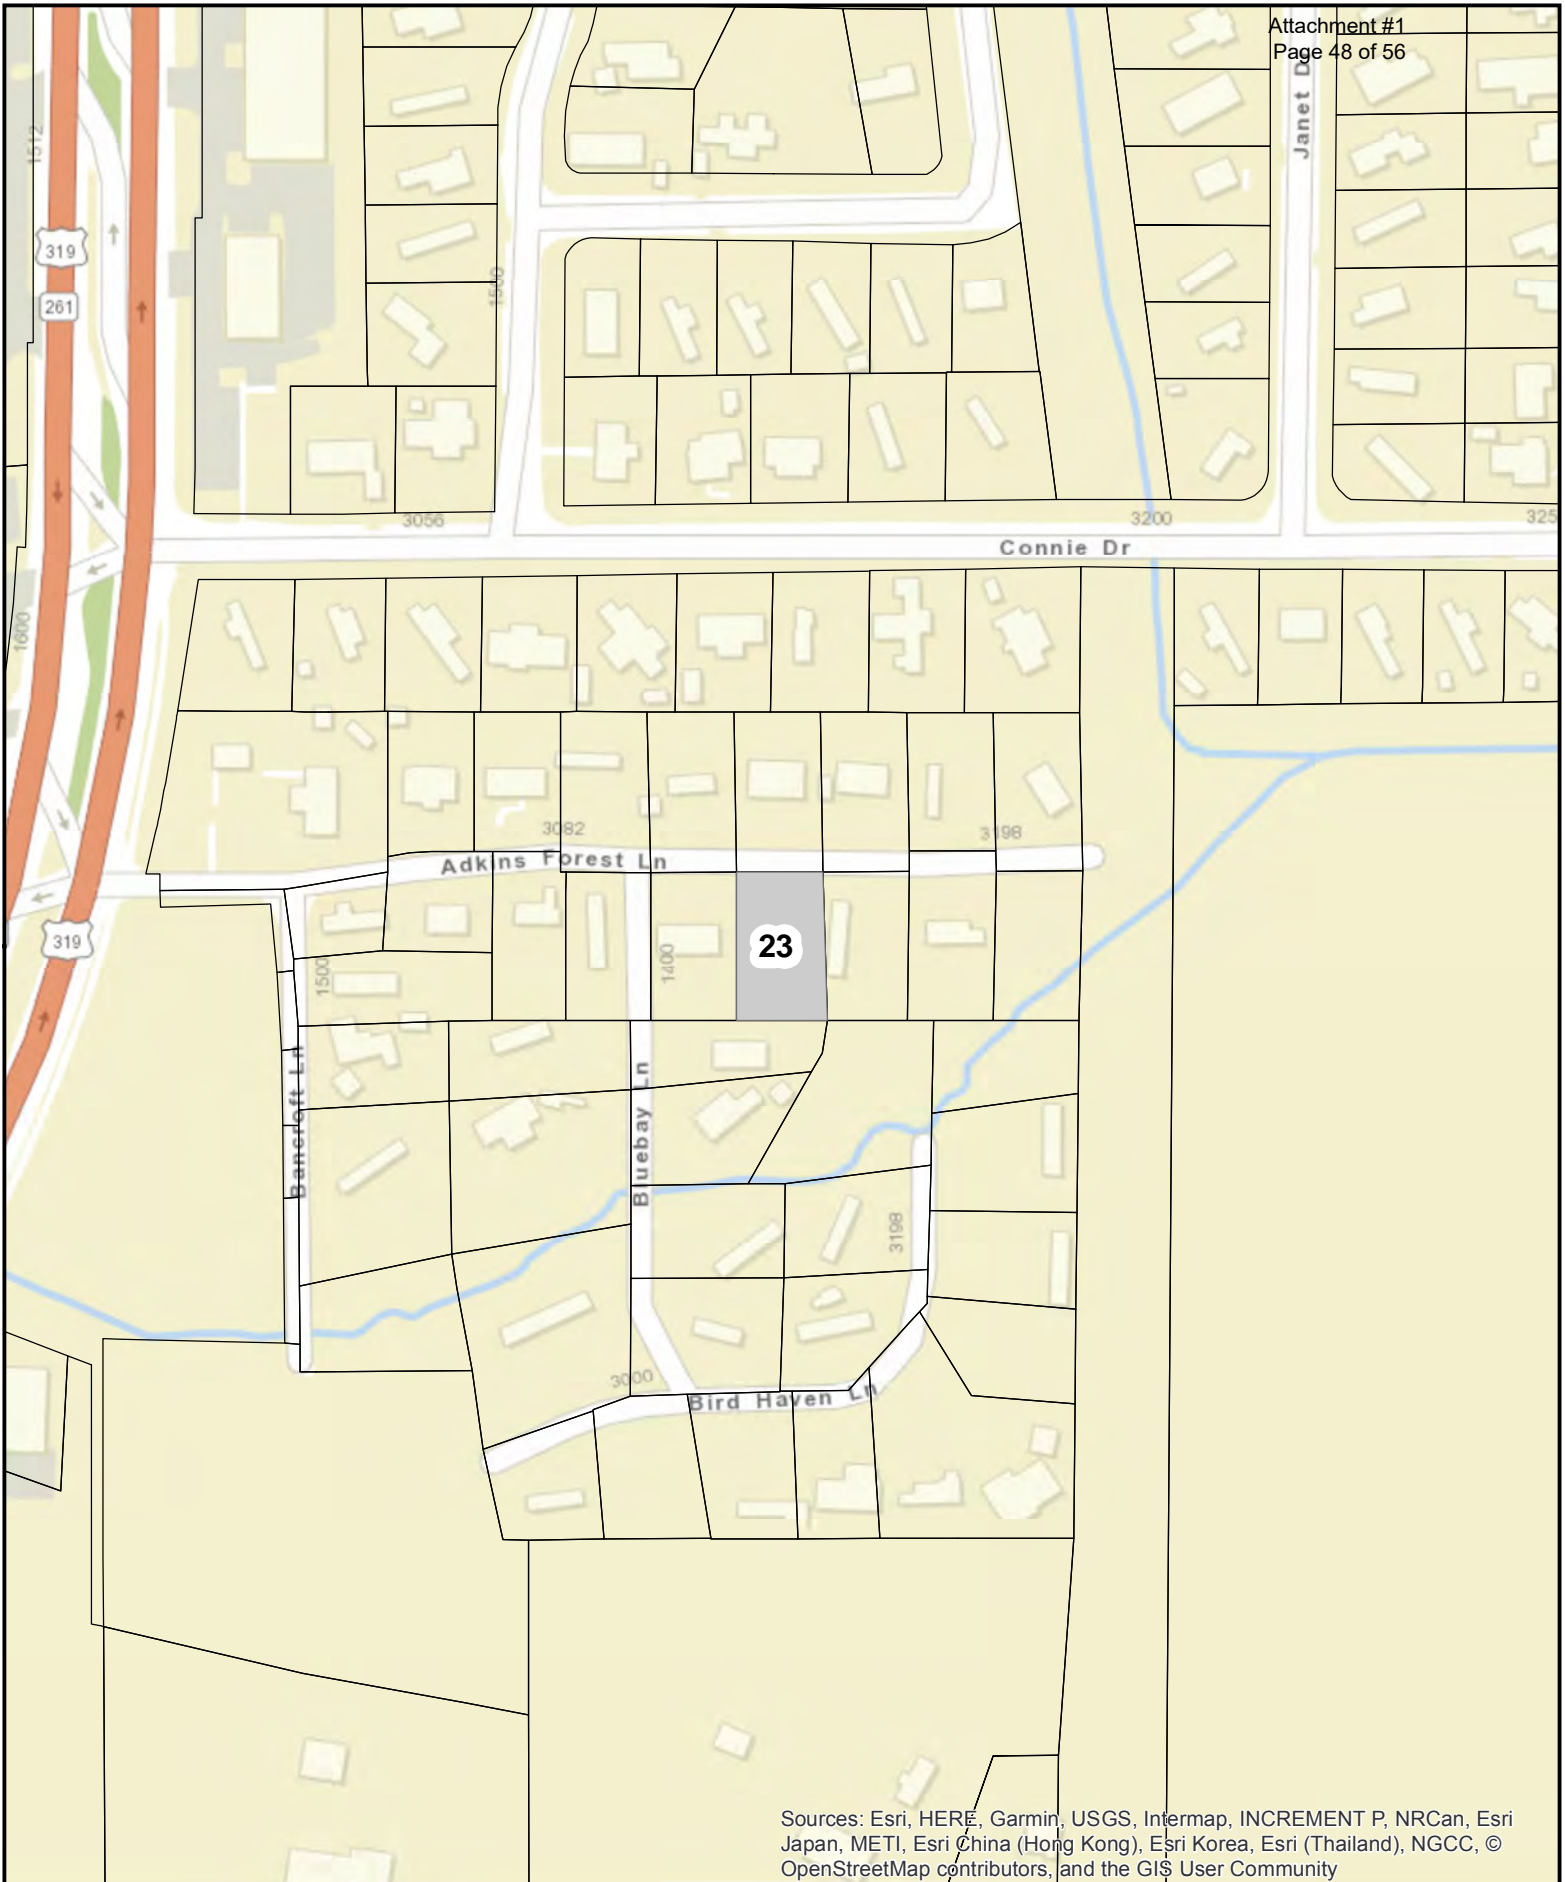 Attachment #1
Page 48 of 56
Janet Dr
1512
319
1500
261
3056
3200
325
Connie Dr
1600
3082
3198
Adkins Forest Ln
319
23
1500
1400
Bancroft Ln
Bluebay Ln
3198
3000
Bird Haven Ln
Sources: Esri, HERE, Garmin, USGS, Intermap, INCREMENT P, NRCan, Esri
Japan, METI, Esri China (Hong Kong), Esri Korea, Esri (Thailand), NGCC, ©
OpenStreetMap contributors, and the GIS User Community